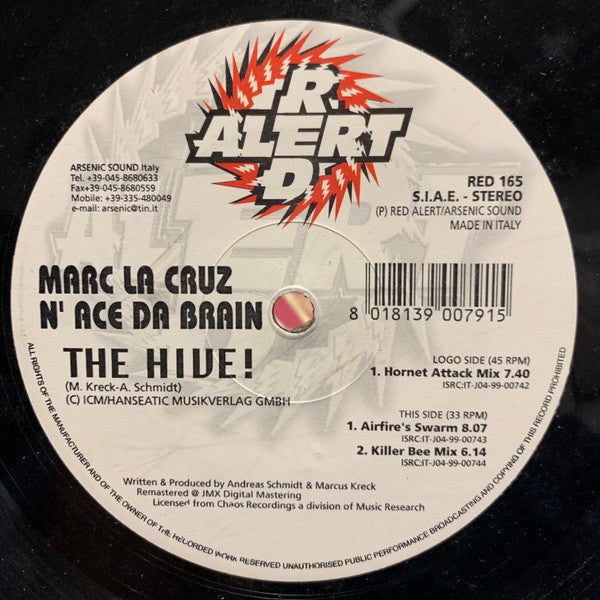 RED
ALERT
ARSENIC SOUND Italy
Tel. +39-045-8680633
Fax+39-045-8680559
Mobile: +39-335-480049
e-mail: arsenic@tin.it
RED 165
S.I.A.E. - STEREO
(P) RED ALERT/ARSENIC SOUND
MADE IN ITALY
MARC LA CRUZ
N' ACE DA BRAIN
THE HIVE!
(M. Kreck-A. Schmidt)
(C) ICM/HANSEATIC MUSIKVERLAG GMBH
8 018139 007915
LOGO SIDE (45 RPM)
1. Hornet Attack Mix 7.40
ISRC:IT-J04-99-00742
THIS SIDE (33 RPM)
1. Airfire's Swarm 8.07
ISRC:IT-J04-99-00743
2. Killer Bee Mix 6.14
ISRC:IT-J04-99-00744
Written & Produced by Andreas Schmidt & Marcus Kreck
Remastered @ JMX Digital Mastering
Licensed from Chaos Recordings a division of Music Research
ALL RIGHTS OF THE MANUFACTURER AND OF THE OWNER OF THE RECORDED WORK RESERVED UNAUTHORISED PUBLIC PERFORMANCE BROADCASTING AND COPYING OF THIS RECORD PROHIBITED